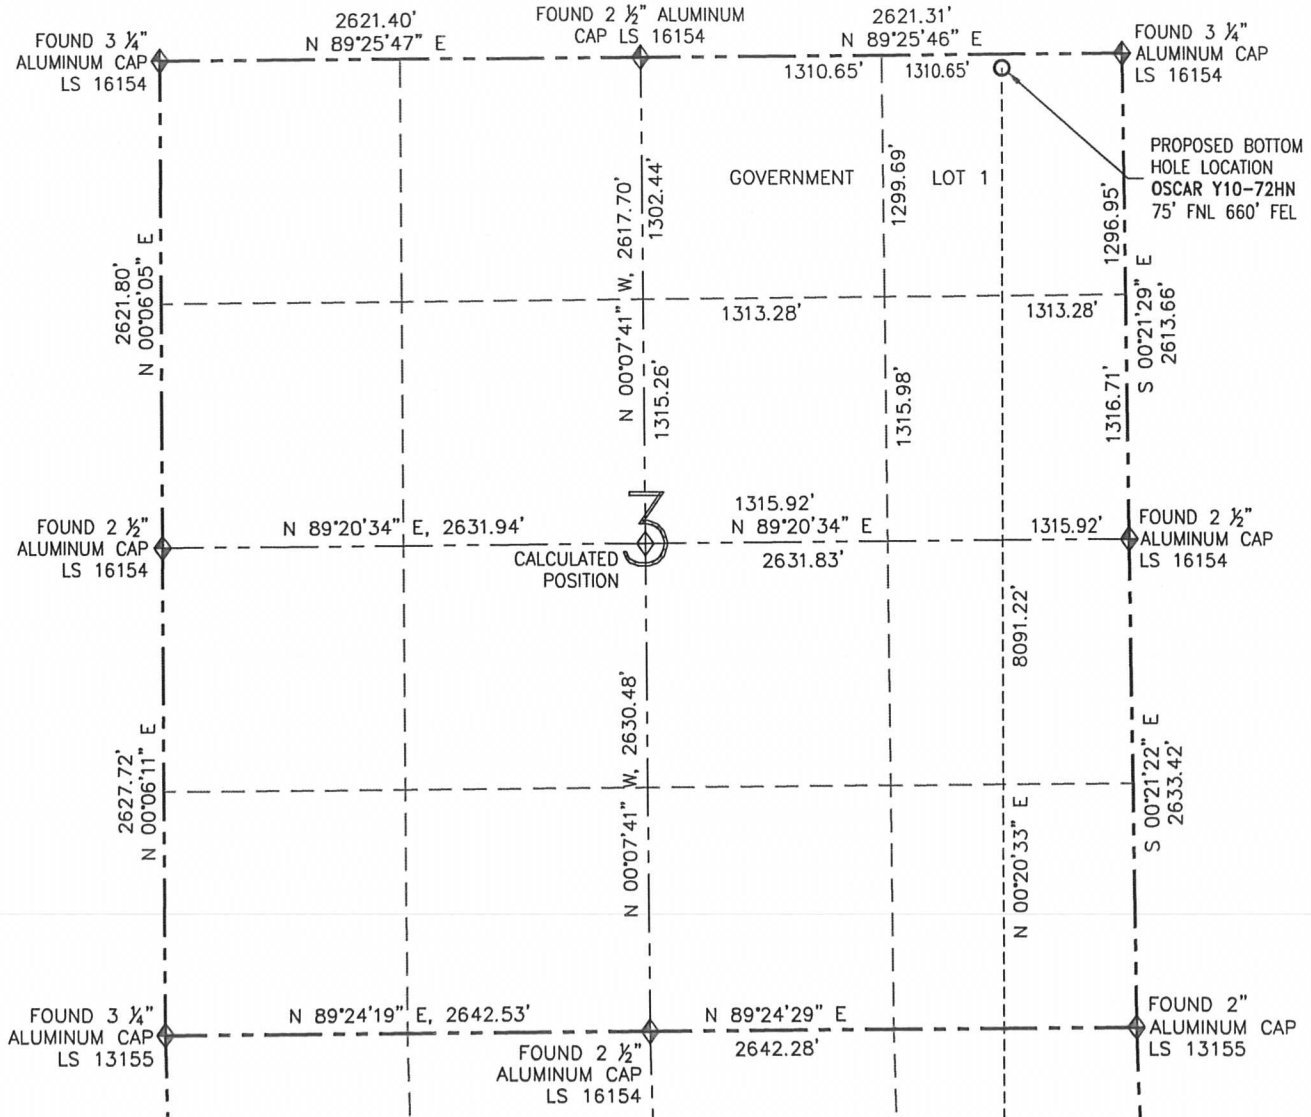 2621.40'
N 89°25'47" E
FOUND 3 ¼"
ALUMINUM CAP
LS 16154
FOUND 2 ½" ALUMINUM
CAP LS 16154
2621.31'
N 89°25'46" E
1310.65'
1310.65'
FOUND 3 ¼"
ALUMINUM CAP
LS 16154
PROPOSED BOTTOM
HOLE LOCATION
OSCAR Y10-72HN
75' FNL 660' FEL
GOVERNMENT
LOT 1
2621.80'
N 00°06'05" E
N 00°07'41" W, 2617.70'
1302.44'
1299.69'
1296.95'
S 00°21'29" E
2613.66'
1313.28'
1313.28'
1315.26'
1315.98'
1316.71'
FOUND 2 ½"
ALUMINUM CAP
LS 16154
N 89°20'34" E, 2631.94'
3
CALCULATED
POSITION
1315.92'
N 89°20'34" E
2631.83'
1315.92'
FOUND 2 ½"
ALUMINUM CAP
LS 16154
8091.22'
N 00°20'33" E
2627.72'
N 00°06'11" E
N 00°07'41" W, 2630.48'
S 00°21'22" E
2633.42'
FOUND 3 ¼"
ALUMINUM CAP
LS 13155
N 89°24'19" E, 2642.53'
FOUND 2 ½"
ALUMINUM CAP
LS 16154
N 89°24'29" E
2642.28'
FOUND 2"
ALUMINUM CAP
LS 13155